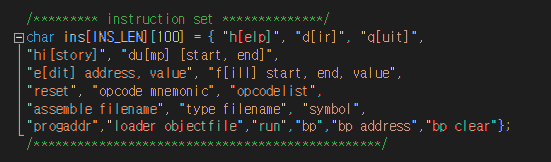 /********* instruction set **************/
char ins[INS_LEN][100] = { "h[elp]", "d[ir]", "q[uit]",
"hi[story]", "du[mp] [start, end]",
"e[dit] address, value", "f[ill] start, end, value",
"reset", "opcode mnemonic", "opcodelist",
"assemble filename", "type filename", "symbol",
"progaddr","loader objectfile","run","bp","bp address","bp clear"};
/************************************************/